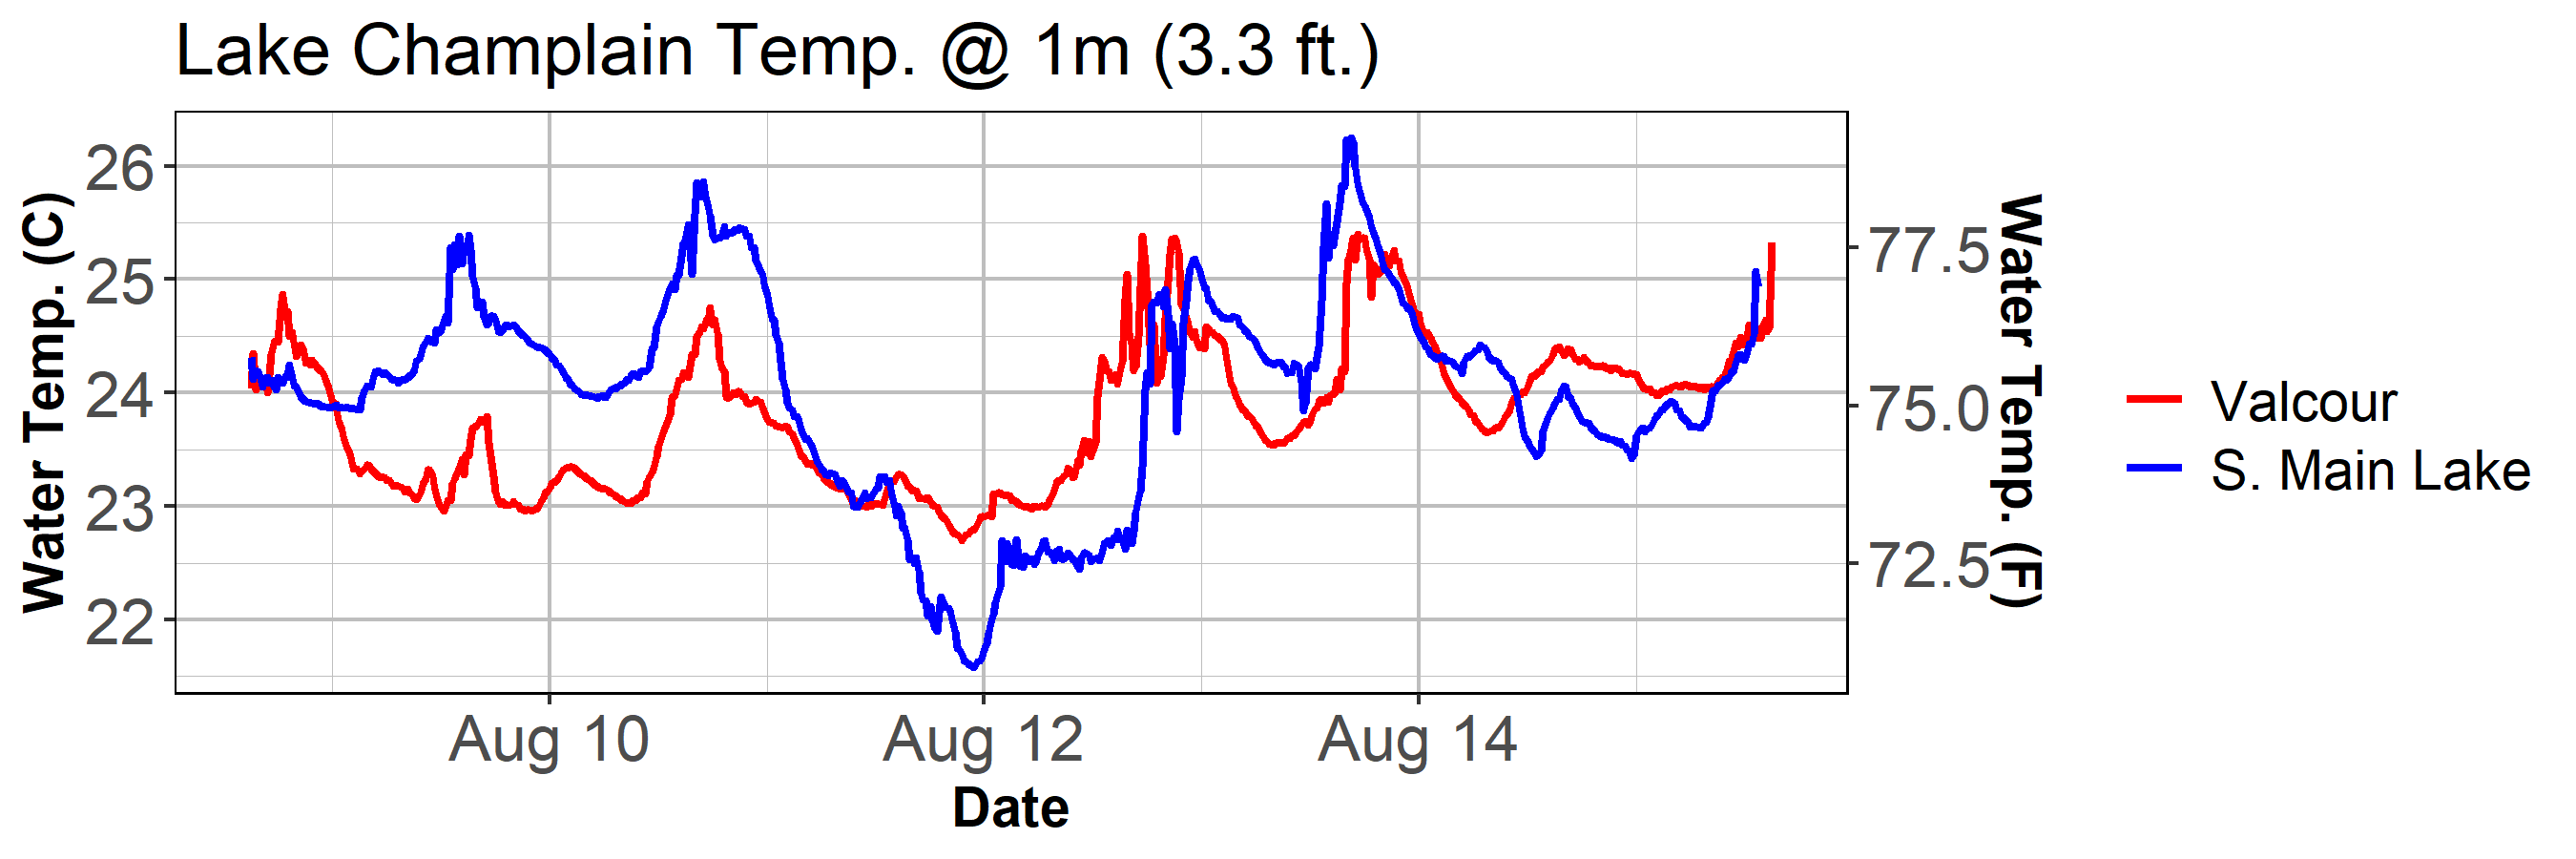 Lake Champlain Temp. @ 1m (3.3 ft.)
Water Temp. (C)
26
25
24
23
22
77.5
75.0
72.5
Water Temp. (F)
Aug 10
Aug 12
Aug 14
Date
Valcour
S. Main Lake